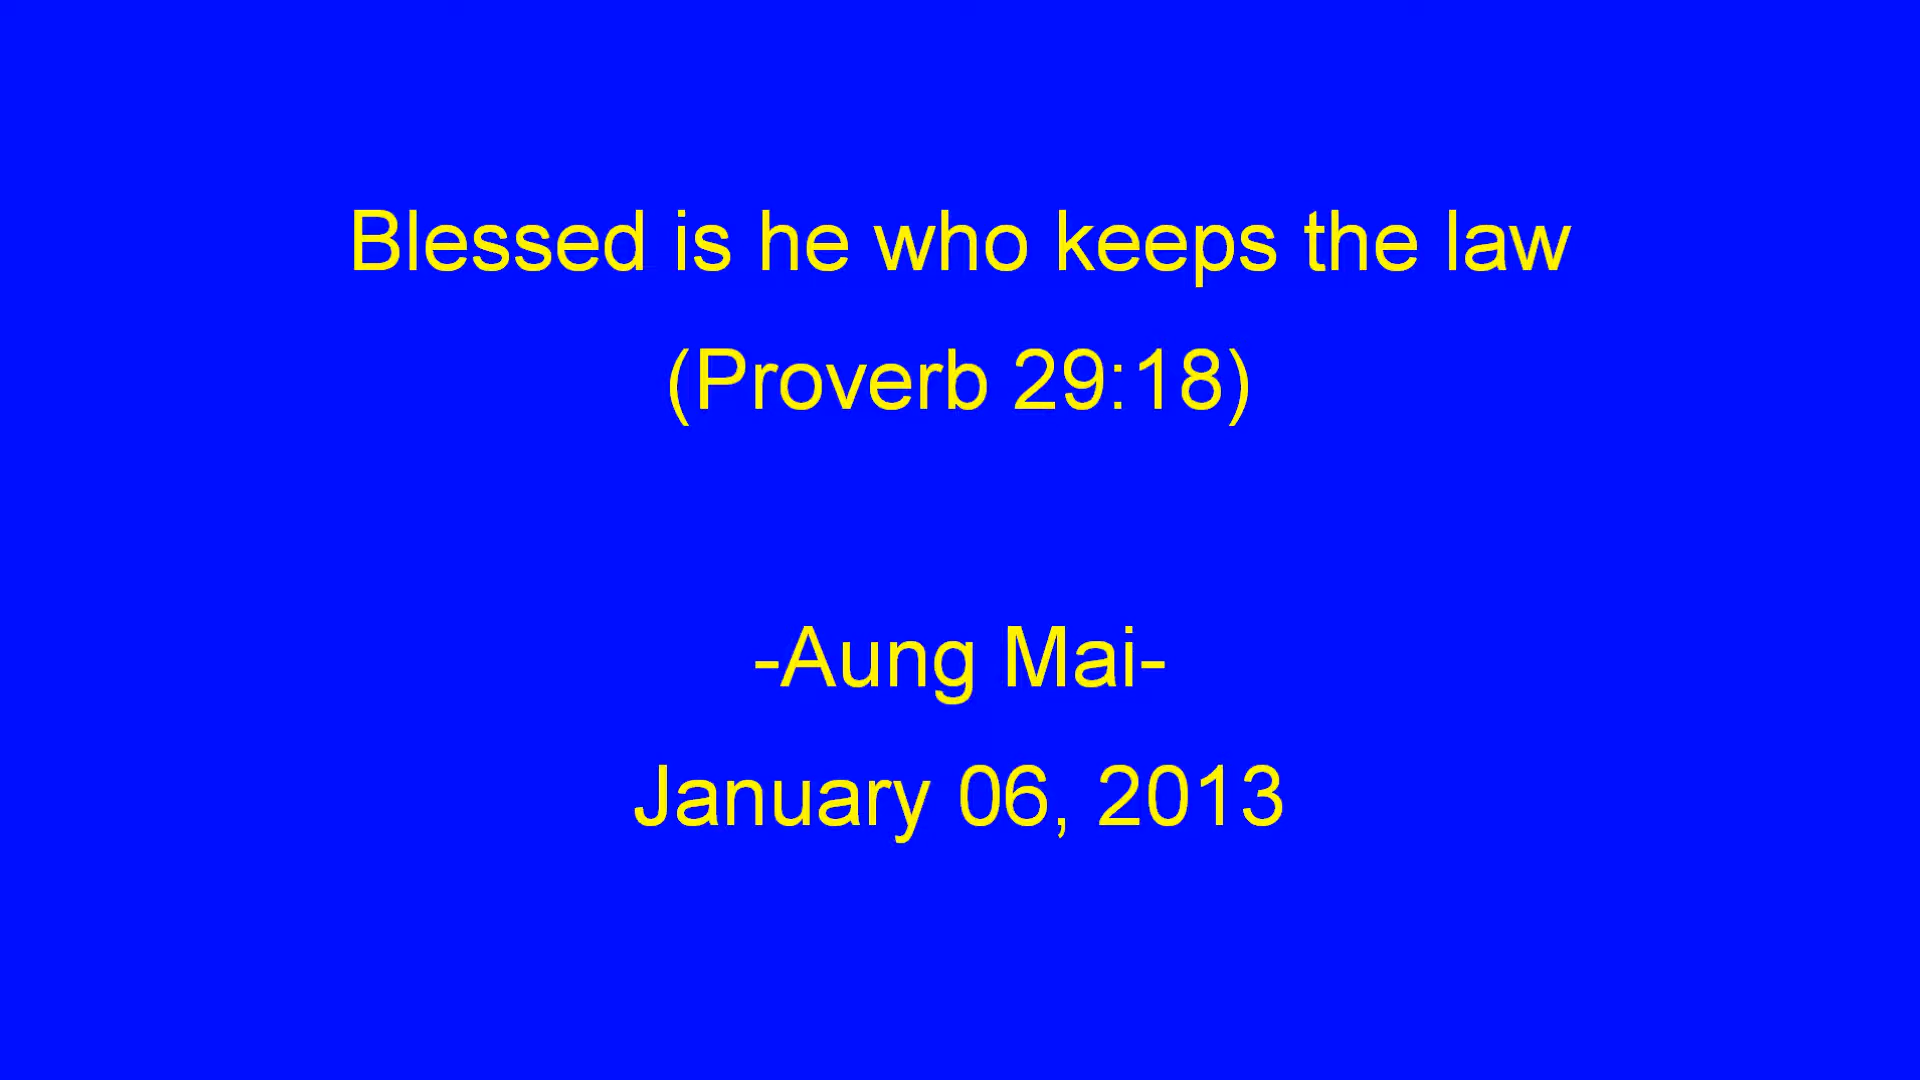 Blessed is he who keeps the law
(Proverb 29:18)
-Aung Mai-
January 06, 2013